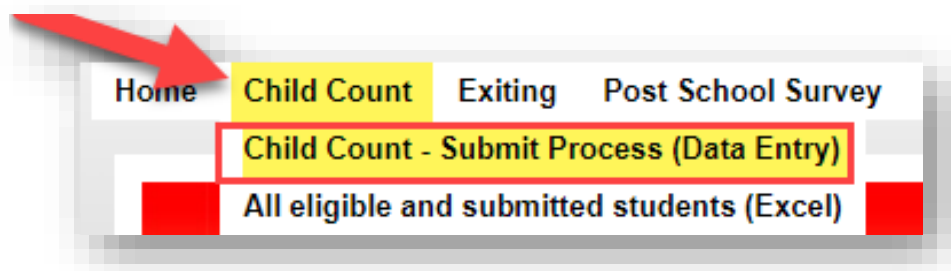 Home Child Count Exiting Post School Survey
Child Count - Submit Process (Data Entry)
All eligible and submitted students (Excel)